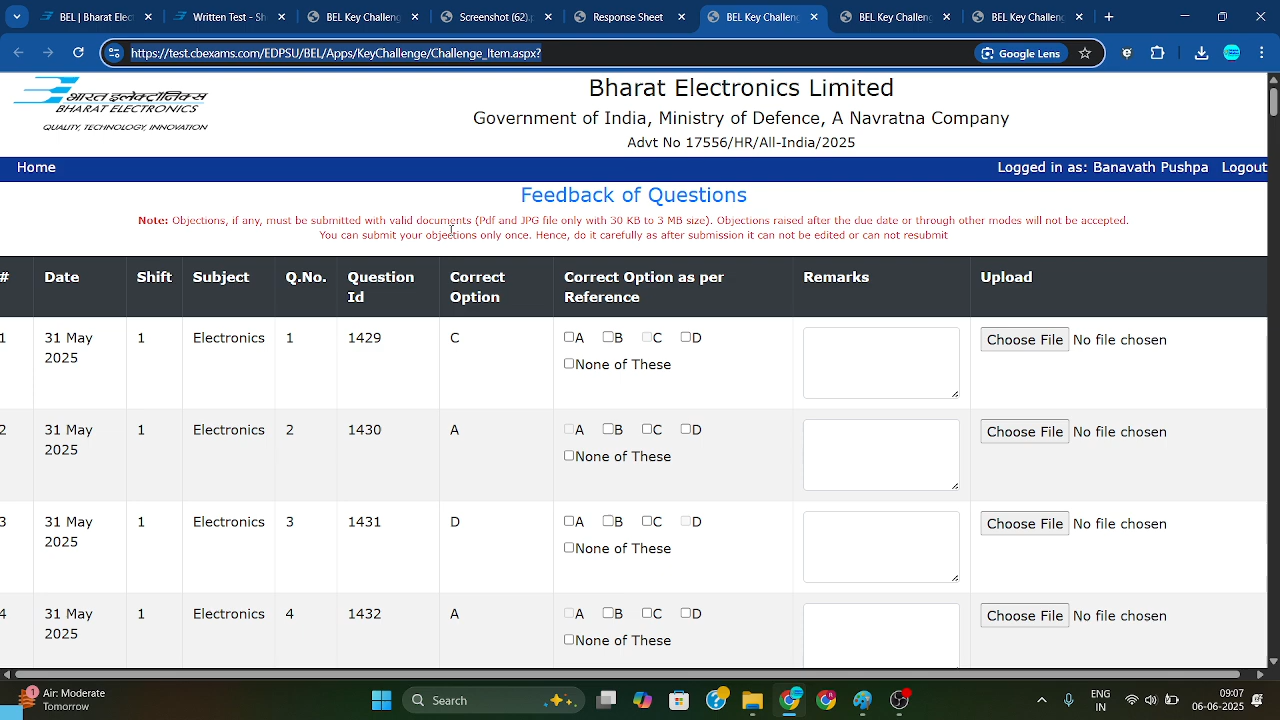 BEL | Bharat Elect
Written Test - Sh
BEL Key Challeng
Screenshot (62).p
Response Sheet
BEL Key Challeng
BEL Key Challeng
BEL Key Challeng
https://test.cbexams.com/EDPSU/BEL/Apps/KeyChallenge/Challenge_Item.aspx?
Google Lens
भारत इलेक्ट्रॉनिक्स
BHARAT ELECTRONICS
QUALITY, TECHNOLOGY, INNOVATION
Bharat Electronics Limited
Government of India, Ministry of Defence, A Navratna Company
Advt No 17556/HR/All-India/2025
Home
Logged in as: Banavath Pushpa Logout
Feedback of Questions
Note: Objections, if any, must be submitted with valid documents (Pdf and JPG file only with 30 KB to 3 MB size). Objections raised after the due date or through other modes will not be accepted.
You can submit your objections only once. Hence, do it carefully as after submission it can not be edited or can not resubmit
# Date Shift Subject Q.No. Question Id Correct Option Correct Option as per Reference Remarks Upload
1 31 May 2025 1 Electronics 1 1429 C A B C D None of These Choose File No file chosen
2 31 May 2025 1 Electronics 2 1430 A A B C D None of These Choose File No file chosen
3 31 May 2025 1 Electronics 3 1431 D A B C D None of These Choose File No file chosen
4 31 May 2025 1 Electronics 4 1432 A A B C D None of These Choose File No file chosen
1
Air: Moderate
Tomorrow
Search
ENG
IN
09:07
06-06-2025